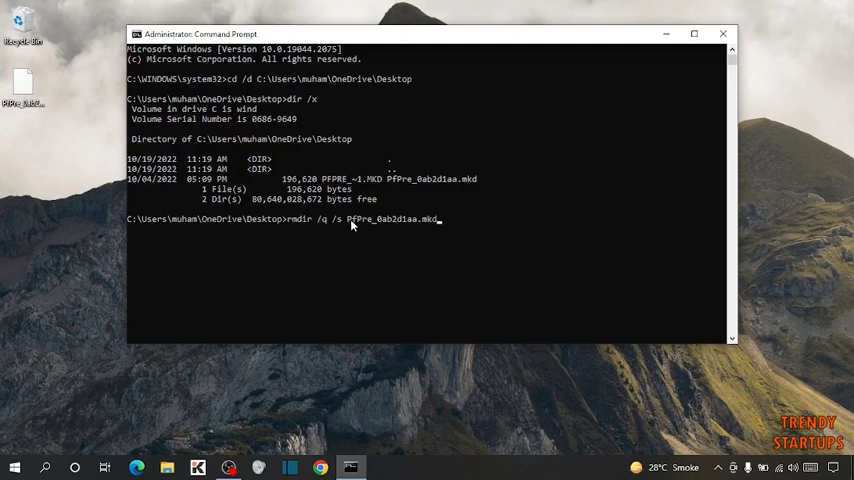 Recycle Bin
PfPre_0ab2...
Administrator: Command Prompt
Microsoft Windows [Version 10.0.19044.2075]
(c) Microsoft Corporation. All rights reserved.
C:\WINDOWS\system32>cd /d C:\Users\muham\OneDrive\Desktop
C:\Users\muham\OneDrive\Desktop>dir /x
Volume in drive C is wind
Volume Serial Number is 0686-9649
Directory of C:\Users\muham\OneDrive\Desktop
10/19/2022 11:19 AM <DIR> .
10/19/2022 11:19 AM <DIR> ..
10/04/2022 05:09 PM 196,620 PFPRE_~1.MKD PfPre_0ab2d1aa.mkd
1 File(s) 196,620 bytes
2 Dir(s) 80,640,028,672 bytes free
C:\Users\muham\OneDrive\Desktop>rmdir /q /s PfPre_0ab2d1aa.mkd
TRENDY
STARTUPS
28°C Smoke